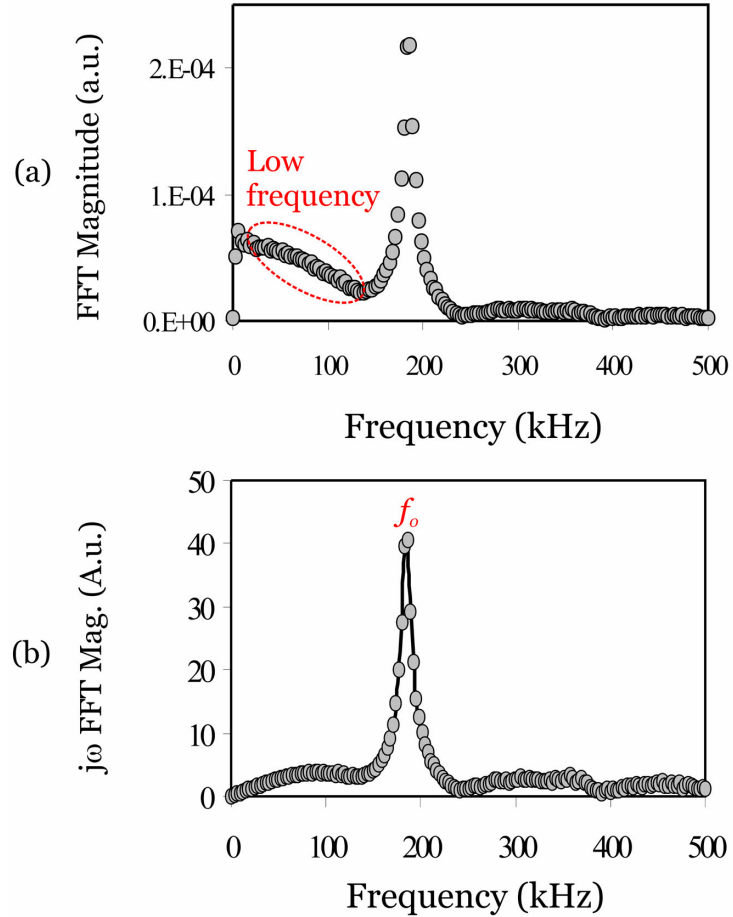 (a)
FFT Magnitude (a.u.)
2.E-04
1.E-04
0.E+00
Low
frequency
0 100 200 300 400 500
Frequency (kHz)
(b)
jω FFT Mag. (A.u.)
50
40
30
20
10
0
fo
0 100 200 300 400 500
Frequency (kHz)